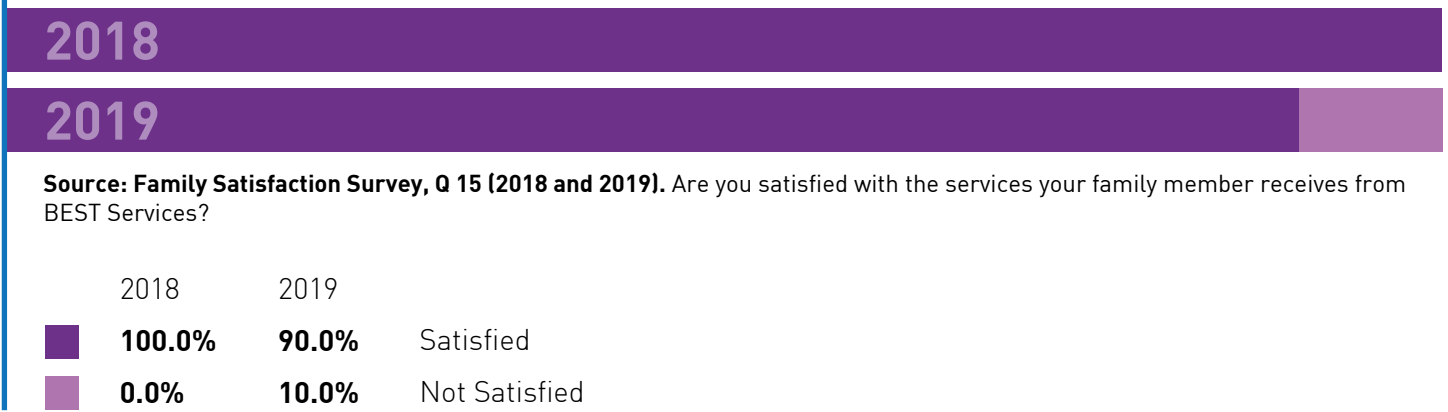 2018
2019
Source: Family Satisfaction Survey, Q 15 (2018 and 2019). Are you satisfied with the services your family member receives from
BEST Services?
2018 2019
100.0% 90.0% Satisfied
0.0% 10.0% Not Satisfied